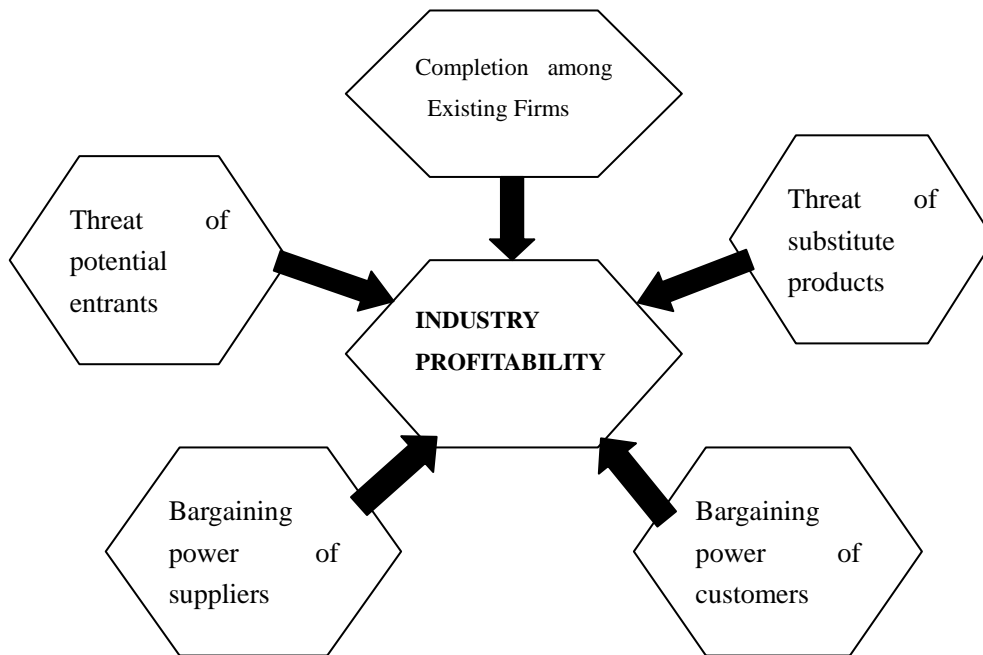 Completion among
Existing Firms
Threat of
potential
entrants
Threat of
substitute
products
INDUSTRY
PROFITABILITY
Bargaining
power of
suppliers
Bargaining
power of
customers